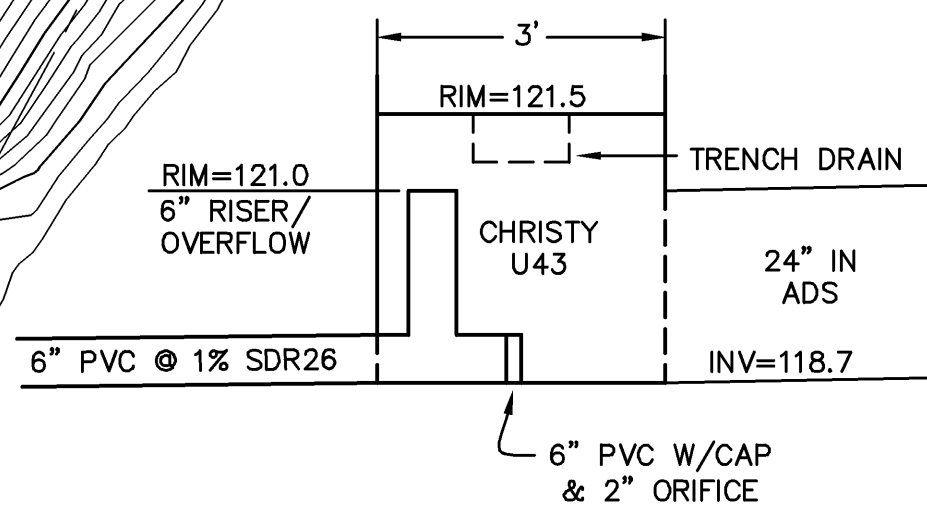 3'
RIM=121.5
TRENCH DRAIN
RIM=121.0
6" RISER/
OVERFLOW
CHRISTY
U43
24" IN
ADS
6" PVC @ 1% SDR26
INV=118.7
6" PVC W/CAP
& 2" ORIFICE